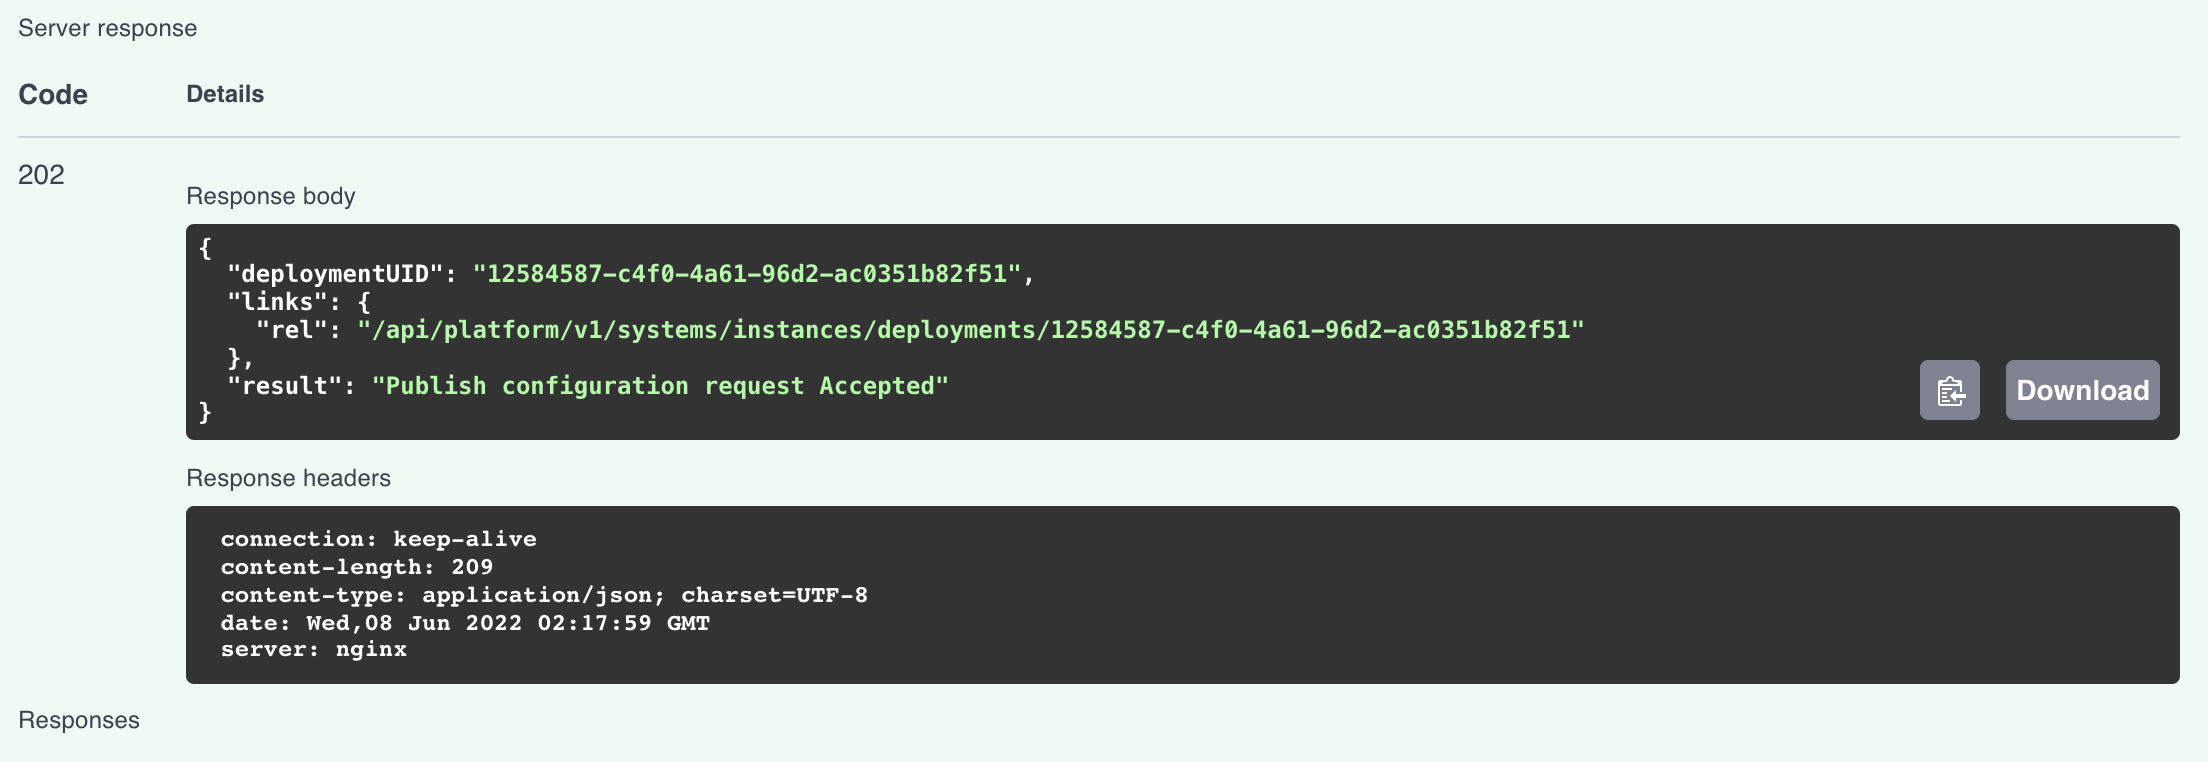 Server response
Code Details
202
Response body
{
  "deploymentUID": "12584587-c4f0-4a61-96d2-ac0351b82f51",
  "links": {
    "rel": "/api/platform/v1/systems/instances/deployments/12584587-c4f0-4a61-96d2-ac0351b82f51"
  },
  "result": "Publish configuration request Accepted"
}
Download
Response headers
connection: keep-alive
content-length: 209
content-type: application/json; charset=UTF-8
date: Wed,08 Jun 2022 02:17:59 GMT
server: nginx
Responses